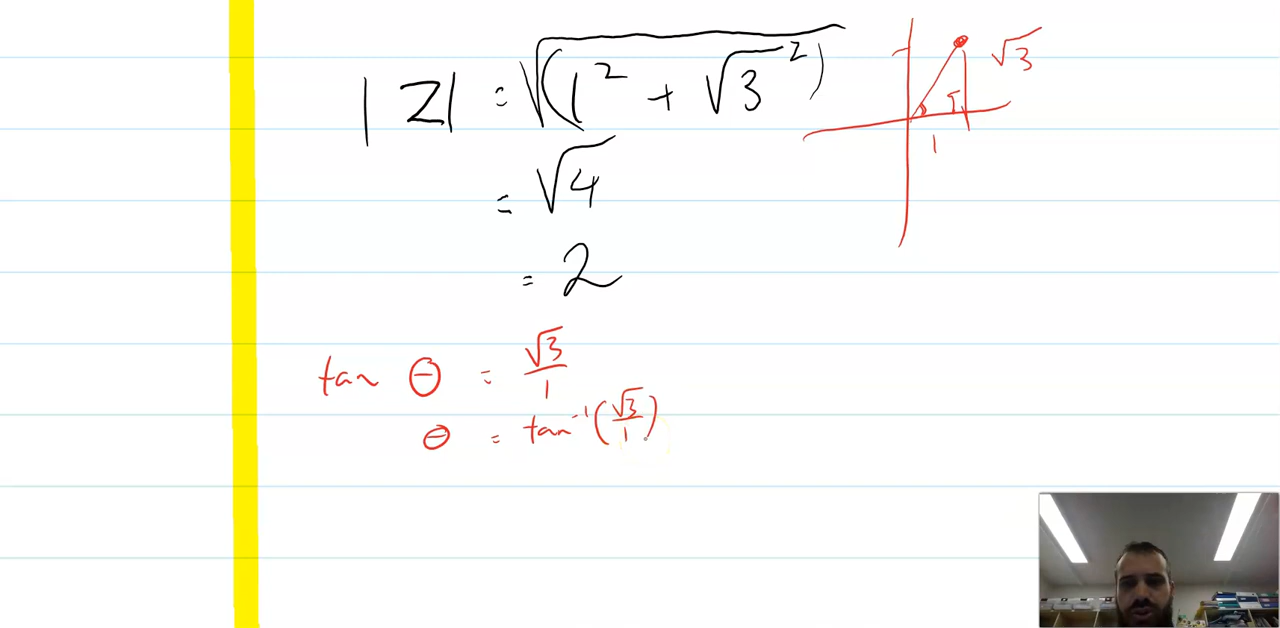 |Z| = √(1² + √3²)
= √4
= 2
√3
1
tan θ = √3/1
θ = tan⁻¹(√3/1)